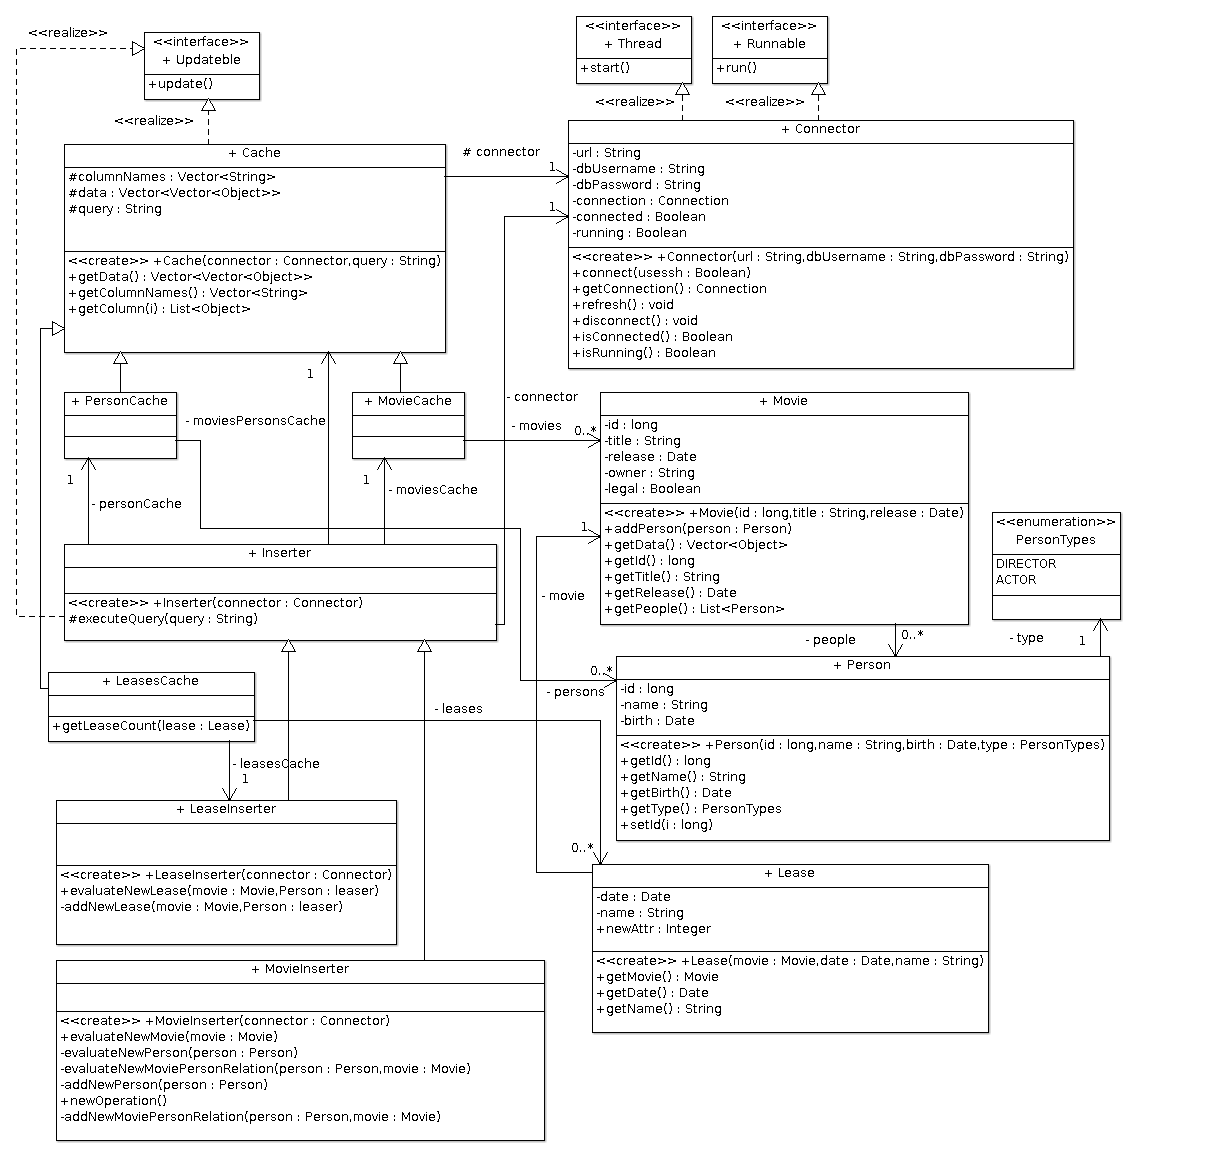 <<realize>>
<<interface>>
+ Updateble
+update()
<<realize>>
<<interface>>
+ Thread
+start()
<<interface>>
+ Runnable
+run()
<<realize>>
<<realize>>
+ Cache
#columnNames : Vector<String>
#data : Vector<Vector<Object>>
#query : String
<<create>> +Cache(connector : Connector,query : String)
+getData() : Vector<Vector<Object>>
+getColumnNames() : Vector<String>
+getColumn(i) : List<Object>
# connector
1
1
+ Connector
-url : String
-dbUsername : String
-dbPassword : String
-connection : Connection
-connected : Boolean
-running : Boolean
<<create>> +Connector(url : String,dbUsername : String,dbPassword : String)
+connect(usessh : Boolean)
+getConnection() : Connection
+refresh() : void
+disconnect() : void
+isConnected() : Boolean
+isRunning() : Boolean
1
+ PersonCache
- moviesPersonsCache
+ MovieCache
- connector
- movies
0..*
1
- personCache
1
- moviesCache
+ Movie
-id : long
-title : String
-release : Date
-owner : String
-legal : Boolean
<<create>> +Movie(id : long,title : String,release : Date)
+addPerson(person : Person)
+getData() : Vector<Object>
+getId() : long
+getTitle() : String
+getRelease() : Date
+getPeople() : List<Person>
1
- movie
<<enumeration>>
PersonTypes
DIRECTOR
ACTOR
+ Inserter
<<create>> +Inserter(connector : Connector)
#executeQuery(query : String)
- people
0..*
- type
1
0..*
- persons
+ Person
-id : long
-name : String
-birth : Date
<<create>> +Person(id : long,name : String,birth : Date,type : PersonTypes)
+getId() : long
+getName() : String
+getBirth() : Date
+getType() : PersonTypes
+setId(i : long)
+ LeasesCache
+getLeaseCount(lease : Lease)
- leases
- leasesCache
1
0..*
+ LeaseInserter
<<create>> +LeaseInserter(connector : Connector)
+evaluateNewLease(movie : Movie,Person : leaser)
-addNewLease(movie : Movie,Person : leaser)
+ Lease
-date : Date
-name : String
+newAttr : Integer
<<create>> +Lease(movie : Movie,date : Date,name : String)
+getMovie() : Movie
+getDate() : Date
+getName() : String
+ MovieInserter
<<create>> +MovieInserter(connector : Connector)
+evaluateNewMovie(movie : Movie)
-evaluateNewPerson(person : Person)
-evaluateNewMoviePersonRelation(person : Person,movie : Movie)
-addNewPerson(person : Person)
+newOperation()
-addNewMoviePersonRelation(person : Person,movie : Movie)